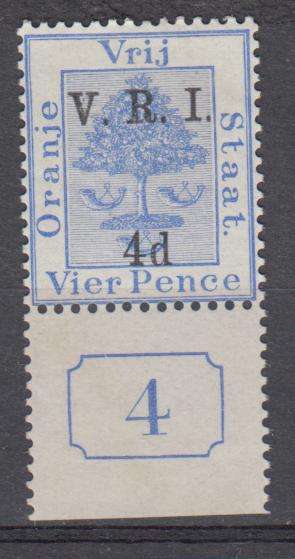 Vrij
Oranje
Staat.
V. R. I.
4d
Vier Pence
4